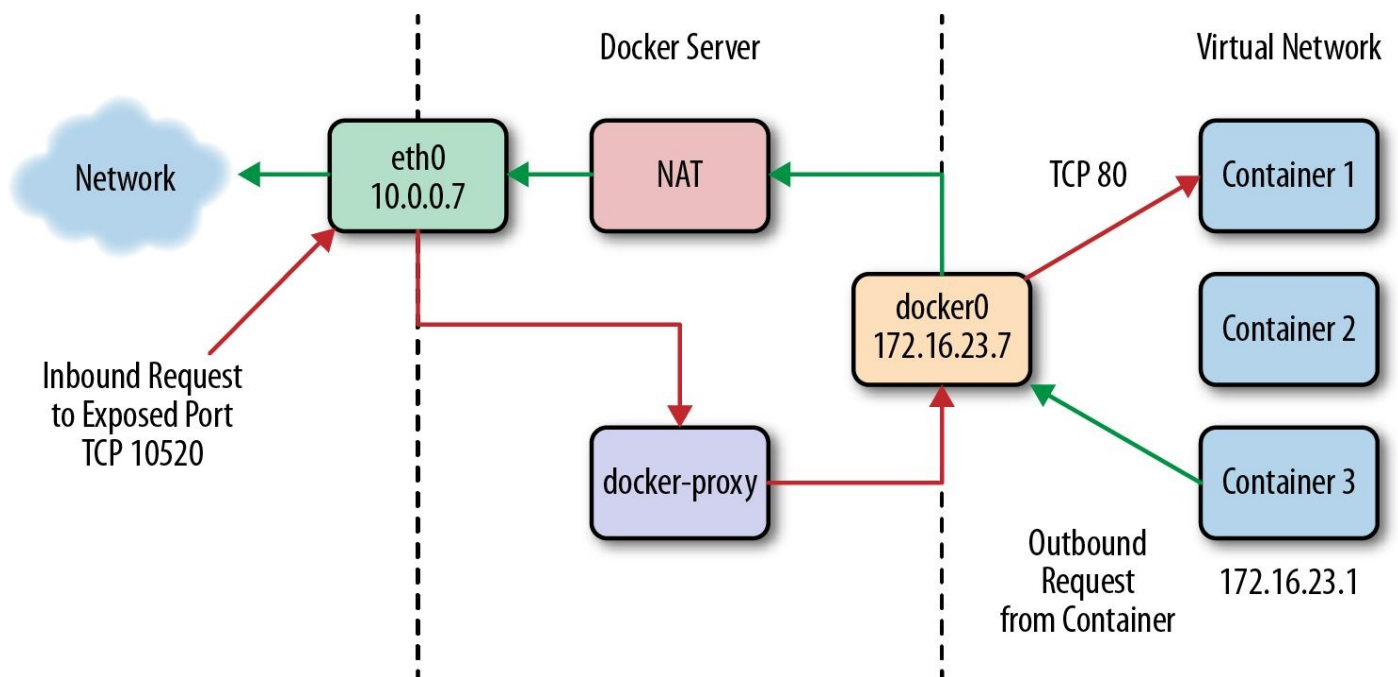 Docker Server
Virtual Network
Network
eth0
10.0.0.7
NAT
TCP 80
Container 1
docker0
172.16.23.7
Container 2
Inbound Request
to Exposed Port
TCP 10520
docker-proxy
Container 3
Outbound
Request
from Container
172.16.23.1